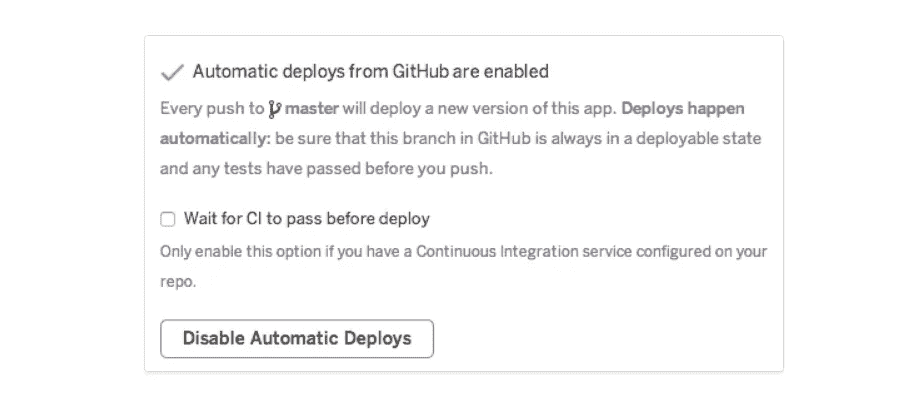 Automatic deploys from GitHub are enabled
Every push to master will deploy a new version of this app. Deploys happen
automatically: be sure that this branch in GitHub is always in a deployable state
and any tests have passed before you push.
Wait for CI to pass before deploy
Only enable this option if you have a Continuous Integration service configured on your
repo.
Disable Automatic Deploys